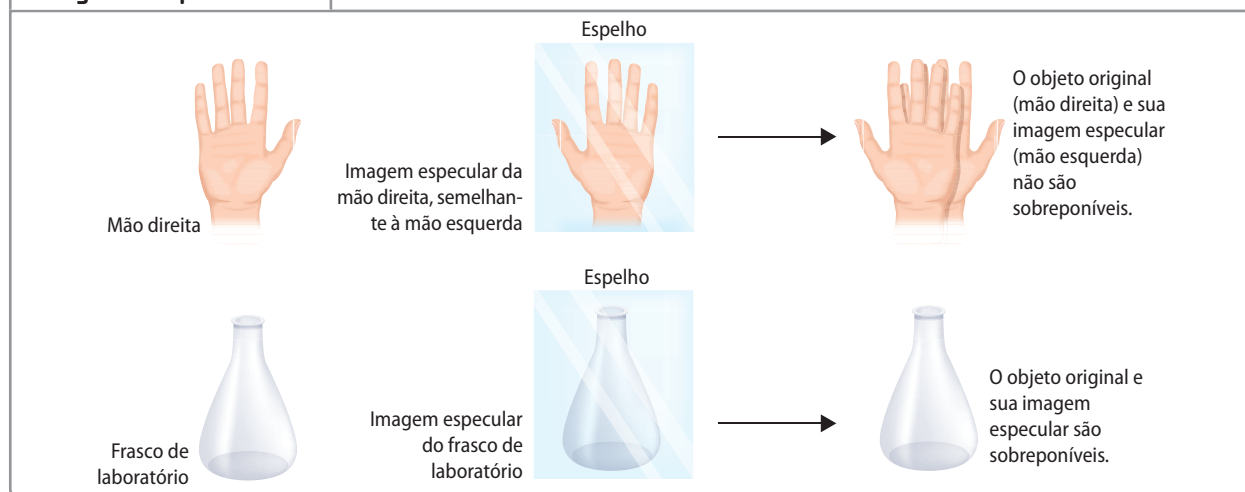 Espelho
Mão direita
Imagem especular da
mão direita, semelhan-
te à mão esquerda
O objeto original
(mão direita) e sua
imagem especular
(mão esquerda)
não são
sobreponíveis.
Espelho
Frasco de
laboratório
Imagem especular
do frasco de
laboratório
O objeto original e
sua imagem
especular são
sobreponíveis.